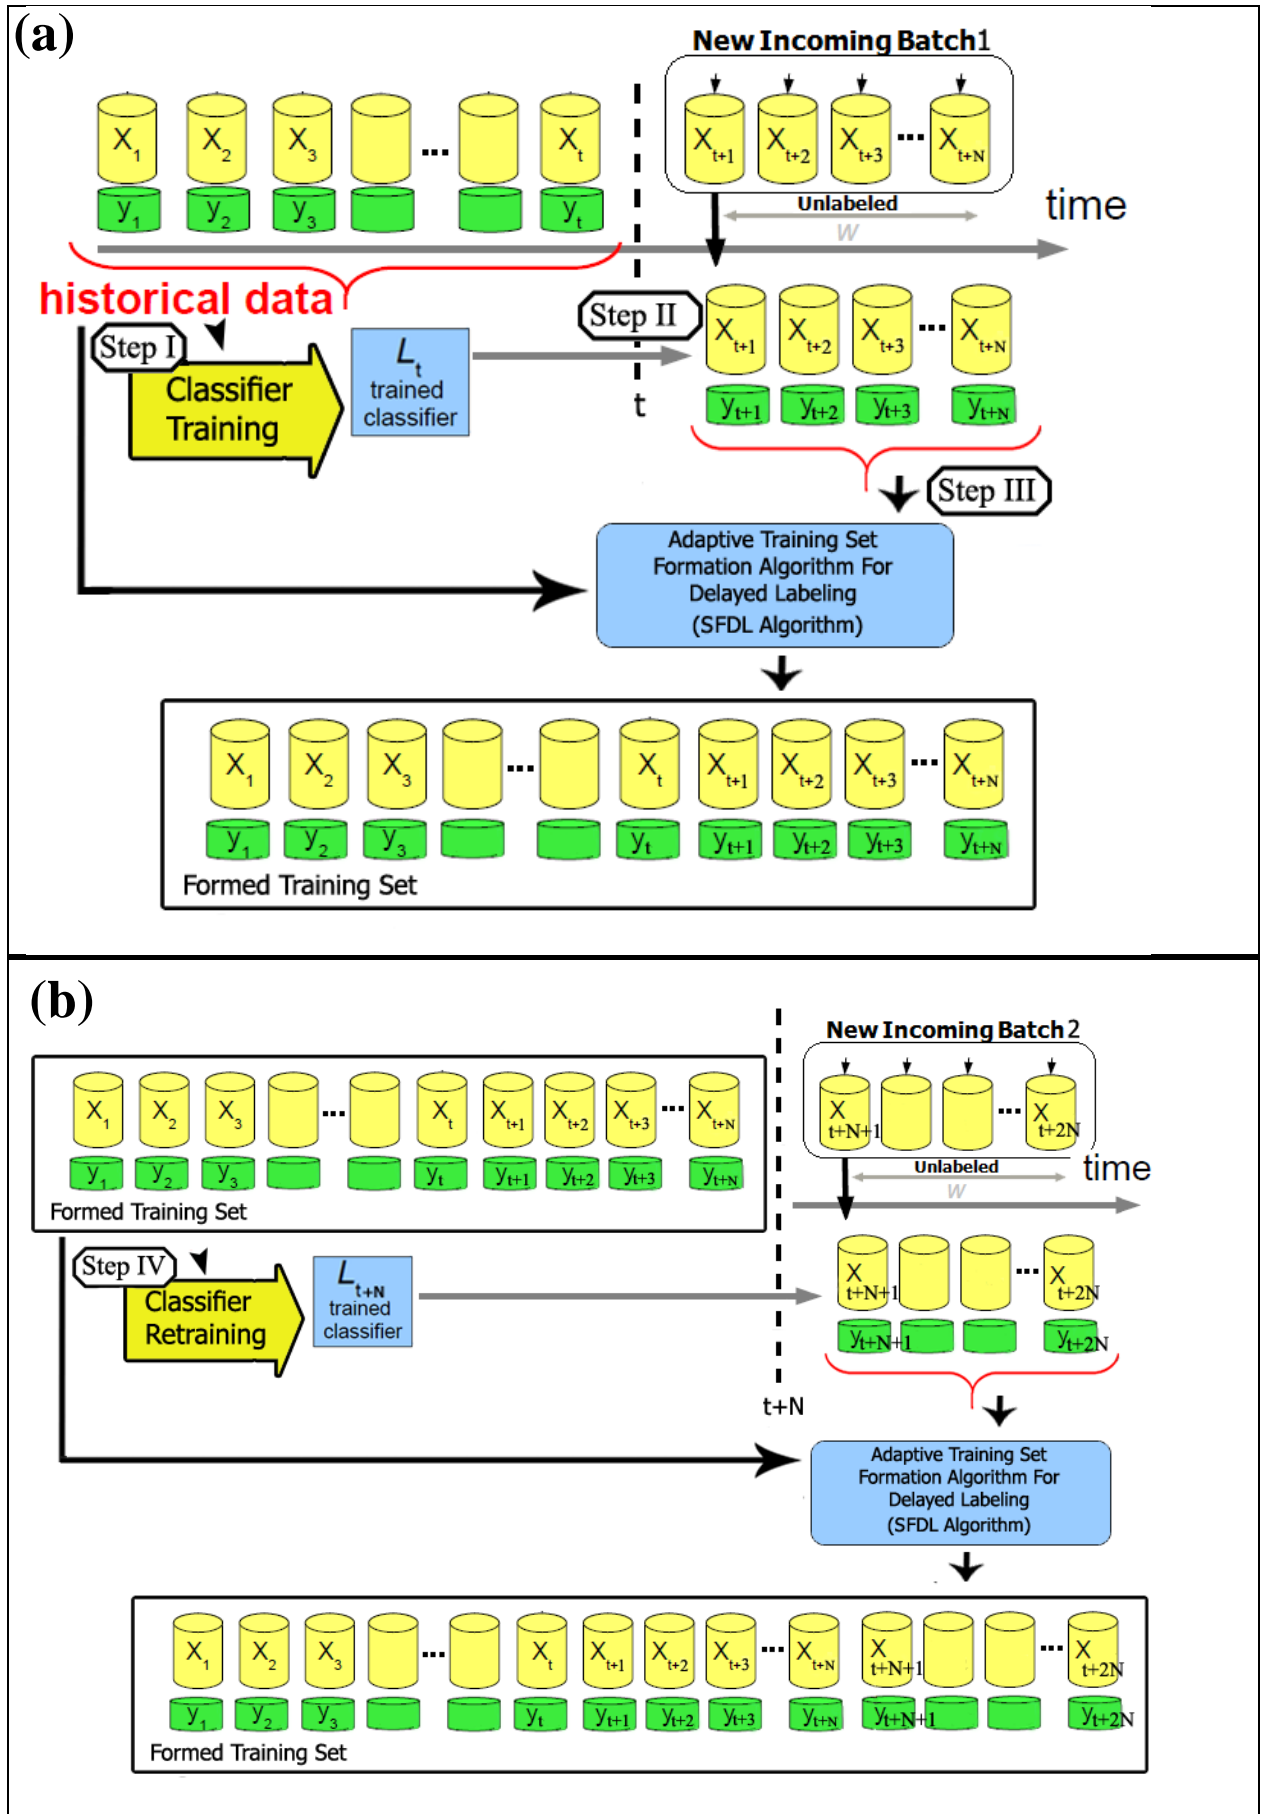 (a)
New Incoming Batch1
X1 X2 X3 ... Xt
Xt+1 Xt+2 Xt+3 ... Xt+N
y1 y2 y3 yt
Unlabeled
w
time
historical data
Step I
Classifier
Training
Lt
trained
classifier
Step II
t
Xt+1 Xt+2 Xt+3 ... Xt+N
yt+1 yt+2 yt+3 yt+N
Step III
Adaptive Training Set
Formation Algorithm For
Delayed Labeling
(SFDL Algorithm)
X1 X2 X3 ... Xt Xt+1 Xt+2 Xt+3 ... Xt+N
y1 y2 y3 yt yt+1 yt+2 yt+3 yt+N
Formed Training Set
(b)
New Incoming Batch2
X1 X2 X3 ... Xt Xt+1 Xt+2 Xt+3 ... Xt+N
y1 y2 y3 yt yt+1 yt+2 yt+3 yt+N
Formed Training Set
Xt+N+1 ... Xt+2N
Unlabeled
w
time
Step IV
Classifier
Retraining
Lt+N
trained
classifier
t+N
Xt+N+1 ... Xt+2N
yt+N+1 yt+2N
Adaptive Training Set
Formation Algorithm For
Delayed Labeling
(SFDL Algorithm)
X1 X2 X3 ... Xt Xt+1 Xt+2 Xt+3 ... Xt+N Xt+N+1 ... Xt+2N
y1 y2 y3 yt yt+1 yt+2 yt+3 yt+N yt+N+1 yt+2N
Formed Training Set